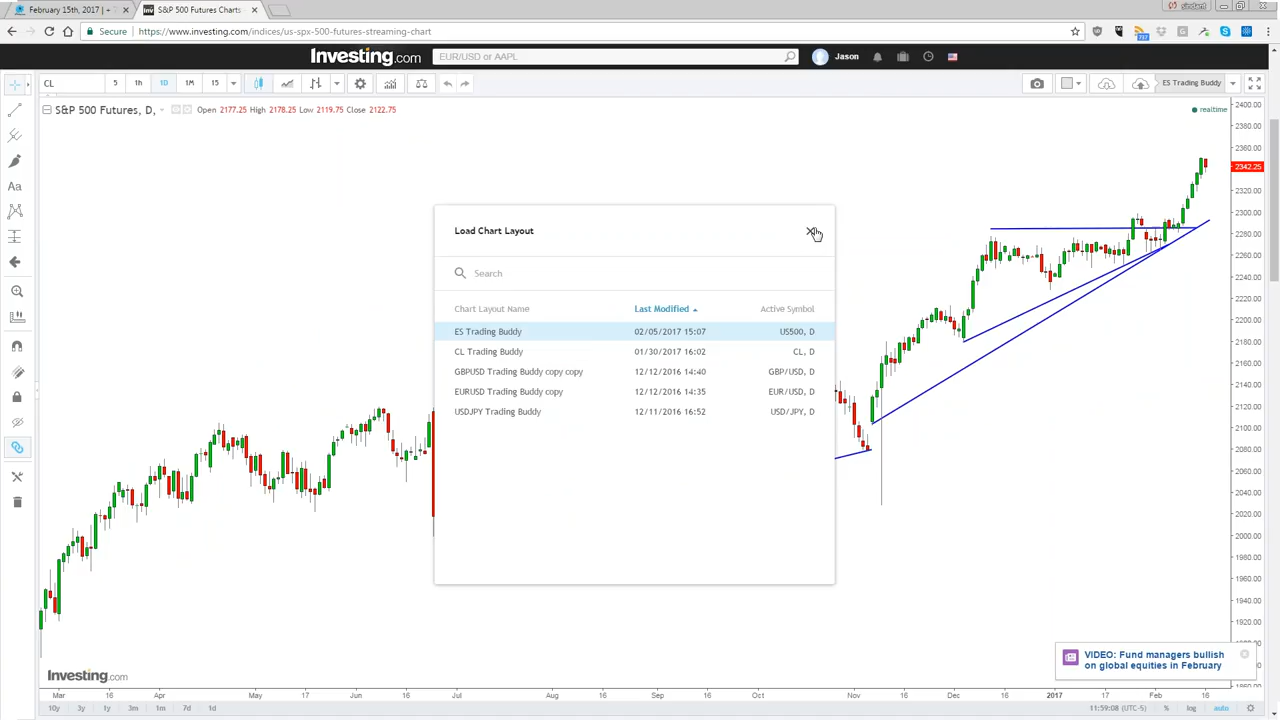 February 15th, 2017 | +
S&P 500 Futures Charts
sindanl
Secure
https://www.investing.com/indices/us-spx-500-futures-streaming-chart
737
Investing.com
EUR/USD or AAPL
Jason
CL
5
1h
1D
1M
15
ES Trading Buddy
S&P 500 Futures, D,
Open 2177.25 High 2178.25 Low 2119.75 Close 2122.75
realtime
Aa
Load Chart Layout
Search
Chart Layout Name Last Modified Active Symbol
ES Trading Buddy 02/05/2017 15:07 US500, D
CL Trading Buddy 01/30/2017 16:02 CL, D
GBPUSD Trading Buddy copy copy 12/12/2016 14:40 GBP/USD, D
EURUSD Trading Buddy copy 12/12/2016 14:35 EUR/USD, D
USDJPY Trading Buddy 12/11/2016 16:52 USD/JPY, D
2400.00
2380.00
2360.00
2342.25
2320.00
2300.00
2280.00
2260.00
2240.00
2220.00
2200.00
2180.00
2160.00
2140.00
2120.00
2100.00
2080.00
2060.00
2040.00
2020.00
2000.00
1980.00
1960.00
1940.00
1920.00
VIDEO: Fund managers bullish
on global equities in February
Investing.com
Mar 16 Apr May 17 Jun 16 Jul Aug 16 Sep 16 Oct Nov 16 Dec 16 2017 17 Feb 16
10y 3y 1y 3m 1m 7d 1d
11:59:08 (UTC-5) % log auto